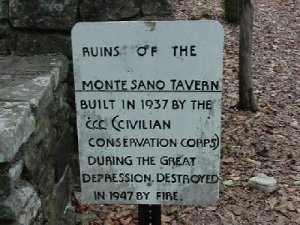 RUINS OF THE
MONTE SANO TAVERN
BUILT IN 1937 BY THE
CCC (CIVILIAN
CONSERVATION CORPS)
DURING THE GREAT
DEPRESSION. DESTROYED
IN 1947 BY FIRE.